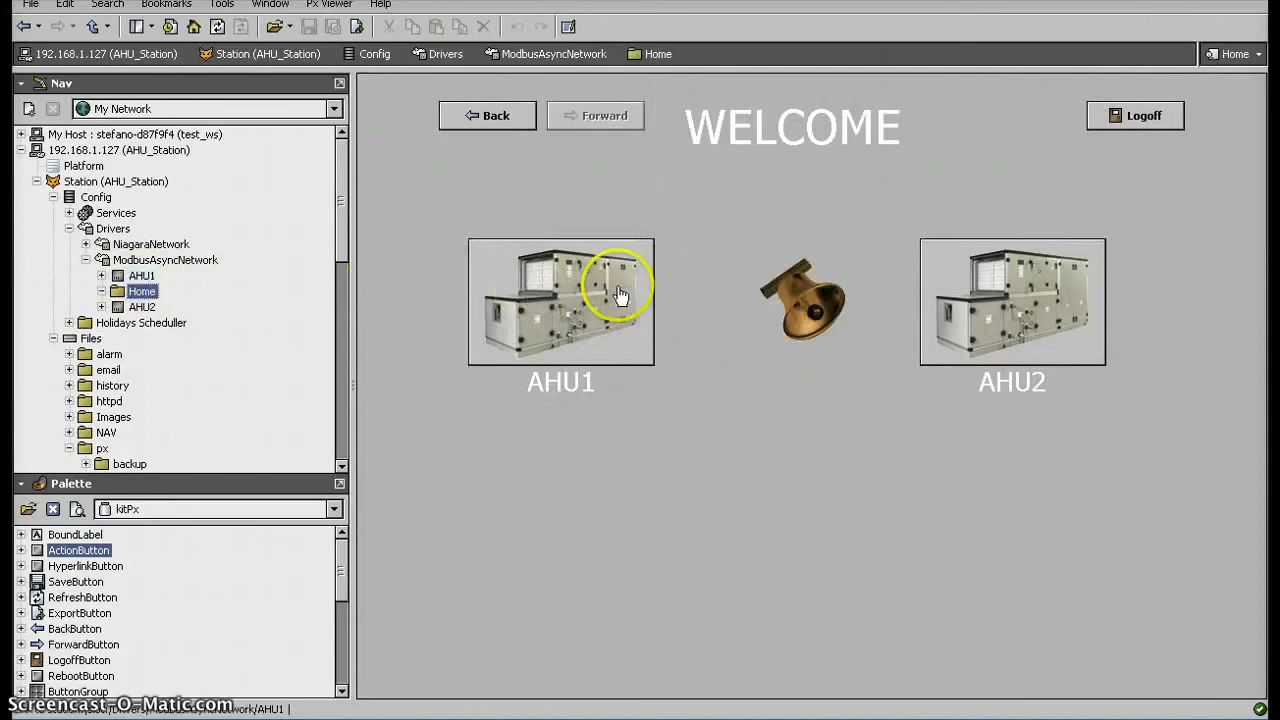 File Edit Search Bookmarks Tools Window Px Viewer Help
192.168.1.127 (AHU_Station) Station (AHU_Station) Config Drivers ModbusAsyncNetwork Home Home
Nav
My Network
My Host : stefano-d87f9f4 (test_ws)
192.168.1.127 (AHU_Station)
Platform
Station (AHU_Station)
Config
Services
Drivers
NiagaraNetwork
ModbusAsyncNetwork
AHU1
Home
AHU2
Holidays Scheduller
Files
alarm
email
history
httpd
Images
NAV
px
backup
Palette
kitPx
BoundLabel
ActionButton
HyperlinkButton
SaveButton
RefreshButton
ExportButton
BackButton
ForwardButton
LogoffButton
RebootButton
ButtonGroup
Back Forward WELCOME Logoff
AHU1 AHU2
Screencast-O-Matic.com